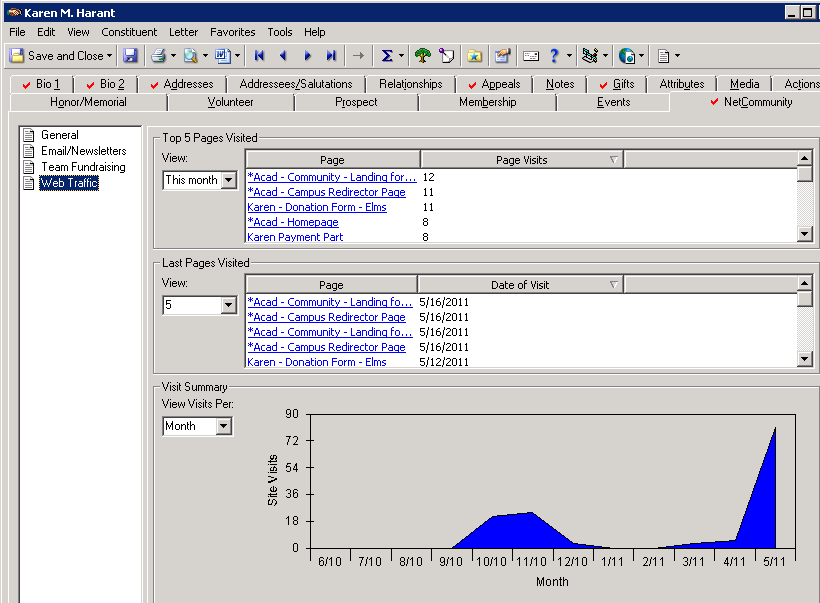 Karen M. Harant
File Edit View Constituent Letter Favorites Tools Help
Save and Close
Bio 1 Bio 2 Addresses Addressees/Salutations Relationships Appeals Notes Gifts Attributes Media Actions
Honor/Memorial Volunteer Prospect Membership Events NetCommunity
General
Email/Newsletters
Team Fundraising
Web Traffic
Top 5 Pages Visited
View:
This month
Page Page Visits
*Acad - Community - Landing for... 12
*Acad - Campus Redirector Page 11
Karen - Donation Form - Elms 11
*Acad - Homepage 8
Karen Payment Part 8
Last Pages Visited
View:
5
Page Date of Visit
*Acad - Community - Landing fo... 5/16/2011
*Acad - Campus Redirector Page 5/16/2011
*Acad - Community - Landing fo... 5/16/2011
*Acad - Campus Redirector Page 5/16/2011
Karen - Donation Form - Elms 5/12/2011
Visit Summary
View Visits Per:
Month
90
72
54
36
18
0
Site Visits
6/10 7/10 8/10 9/10 10/10 11/10 12/10 1/11 2/11 3/11 4/11 5/11
Month